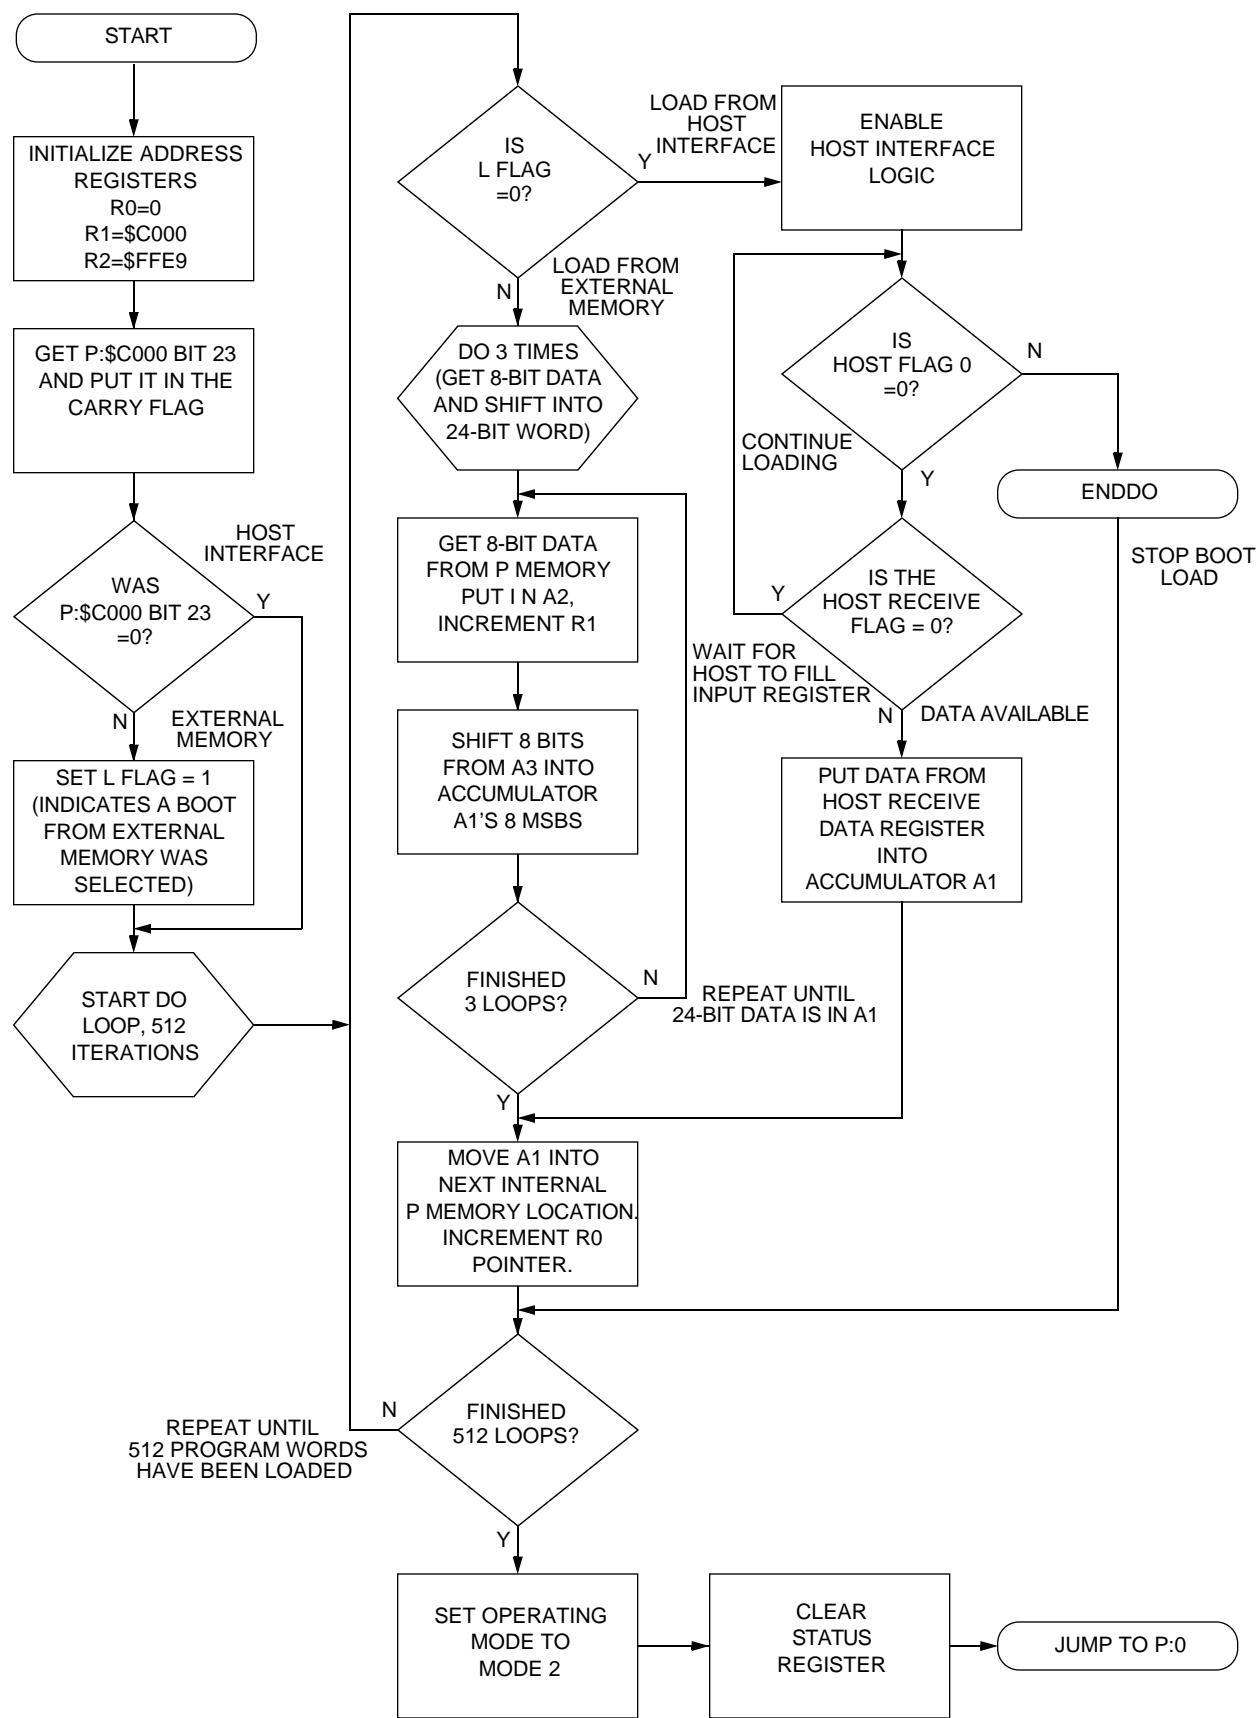 START
INITIALIZE ADDRESS
REGISTERS
R0=0
R1=$C000
R2=$FFE9
GET P:$C000 BIT 23
AND PUT IT IN THE
CARRY FLAG
HOST
INTERFACE
WAS
P:$C000 BIT 23
=0?
Y
N
EXTERNAL
MEMORY
SET L FLAG = 1
(INDICATES A BOOT
FROM EXTERNAL
MEMORY WAS
SELECTED)
START DO
LOOP, 512
ITERATIONS
IS
L FLAG
=0?
Y
LOAD FROM
HOST
INTERFACE
N
LOAD FROM
EXTERNAL
MEMORY
DO 3 TIMES
(GET 8-BIT DATA
AND SHIFT INTO
24-BIT WORD)
GET 8-BIT DATA
FROM P MEMORY
PUT I N A2,
INCREMENT R1
SHIFT 8 BITS
FROM A3 INTO
ACCUMULATOR
A1'S 8 MSBS
FINISHED
3 LOOPS?
N
REPEAT UNTIL
24-BIT DATA IS IN A1
Y
ENABLE
HOST INTERFACE
LOGIC
IS
HOST FLAG 0
=0?
N
CONTINUE
LOADING
Y
ENDDO
STOP BOOT
LOAD
IS THE
HOST RECEIVE
FLAG = 0?
Y
WAIT FOR
HOST TO FILL
INPUT REGISTER
N
DATA AVAILABLE
PUT DATA FROM
HOST RECEIVE
DATA REGISTER
INTO
ACCUMULATOR A1
MOVE A1 INTO
NEXT INTERNAL
P MEMORY LOCATION.
INCREMENT R0
POINTER.
FINISHED
512 LOOPS?
N
REPEAT UNTIL
512 PROGRAM WORDS
HAVE BEEN LOADED
Y
SET OPERATING
MODE TO
MODE 2
CLEAR
STATUS
REGISTER
JUMP TO P:0